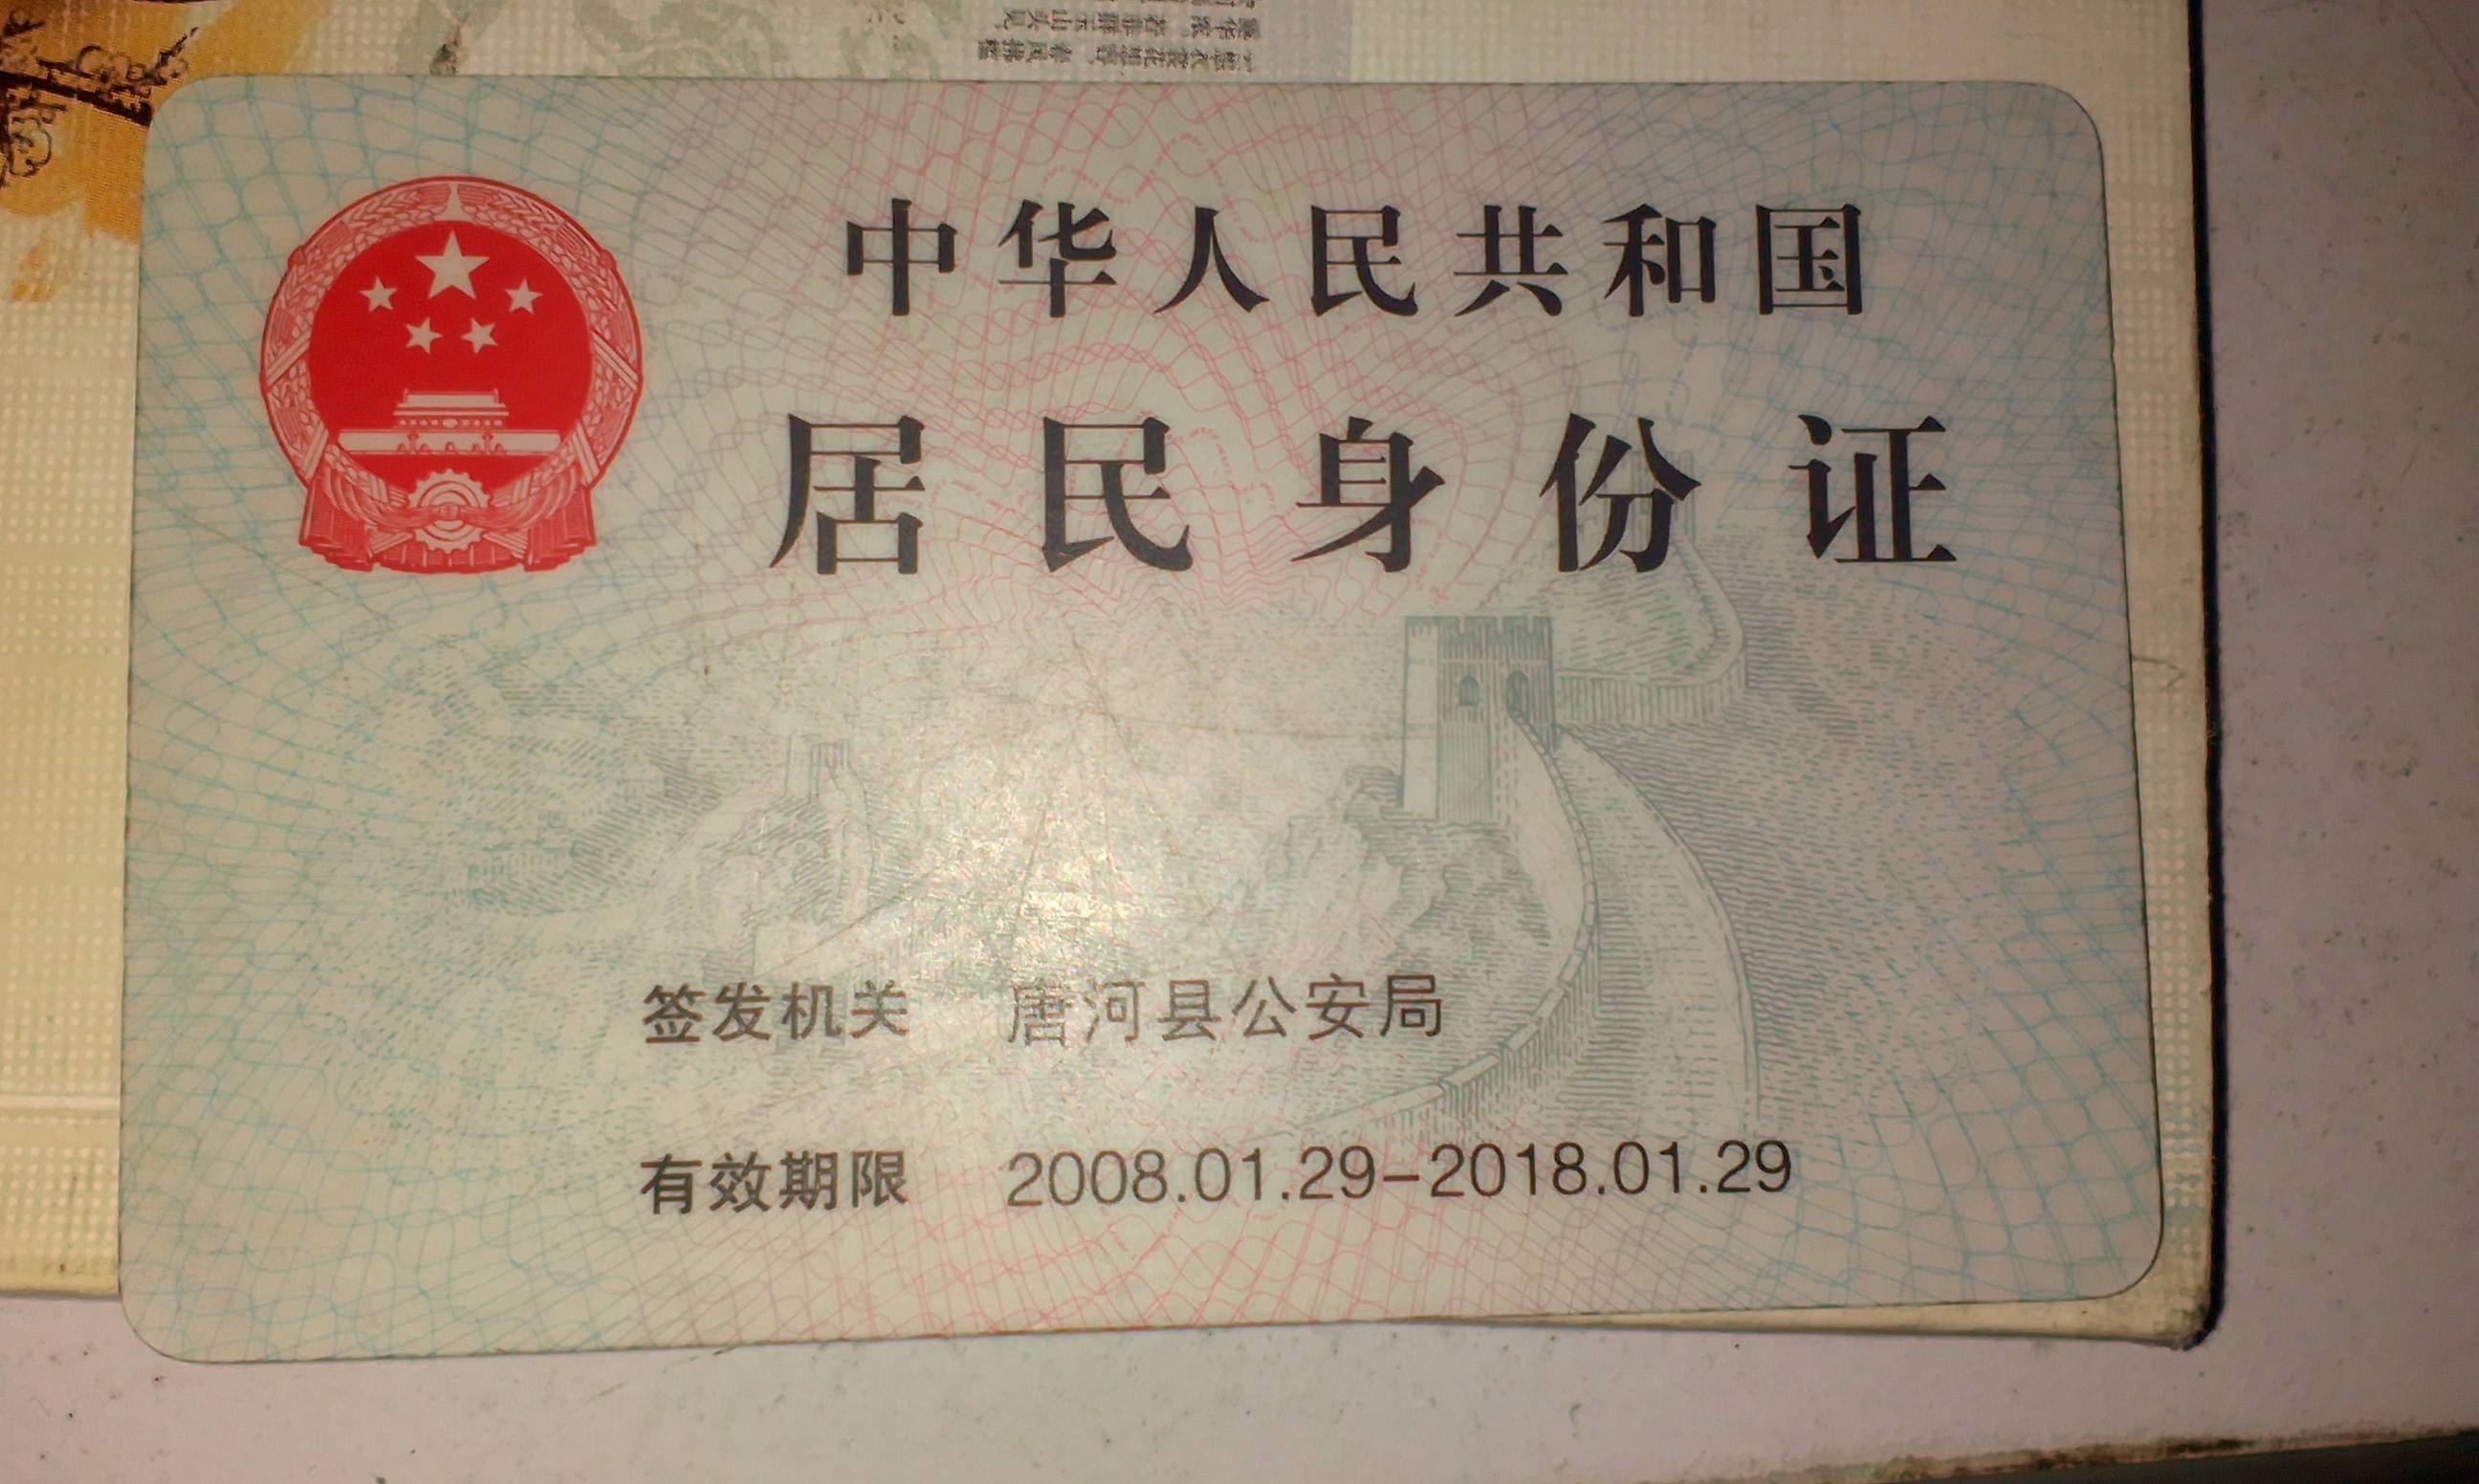 中华人民共和国
居民身份证
签发机关 唐河县公安局
有效期限 2008.01.29-2018.01.29